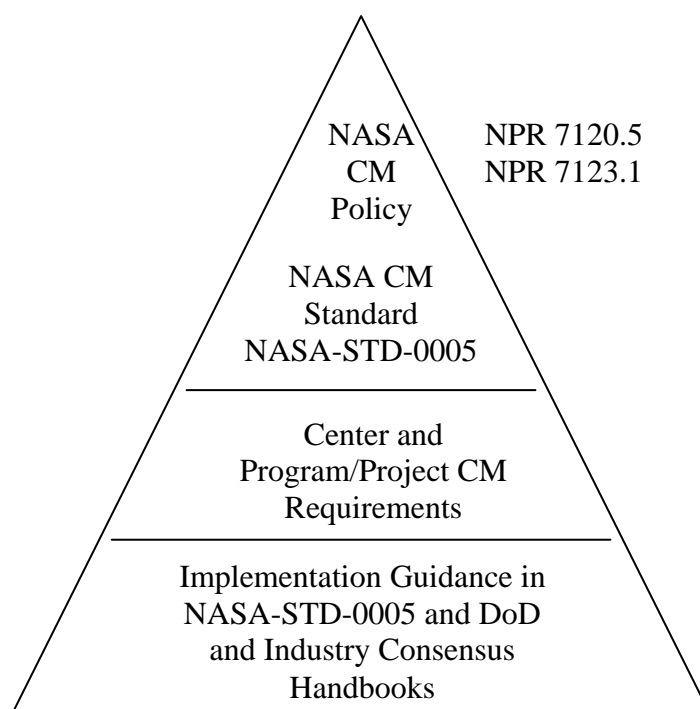 NASA
CM
Policy
NPR 7120.5
NPR 7123.1
NASA CM
Standard
NASA-STD-0005
Center and
Program/Project CM
Requirements
Implementation Guidance in
NASA-STD-0005 and DoD
and Industry Consensus
Handbooks